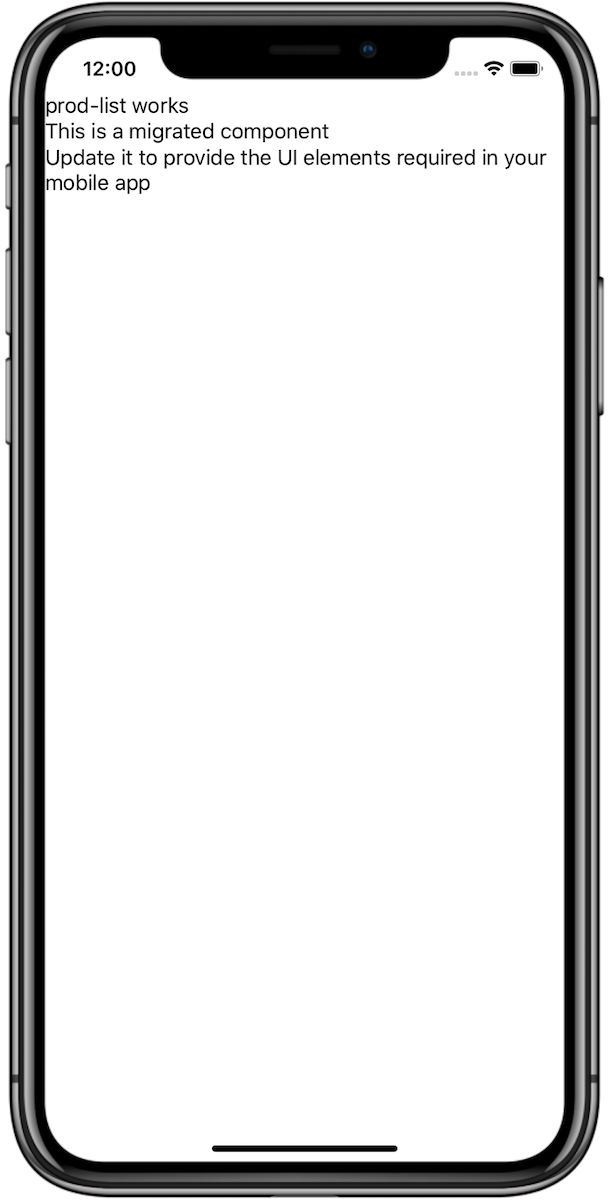 12:00
prod-list works
This is a migrated component
Update it to provide the UI elements required in your
mobile app